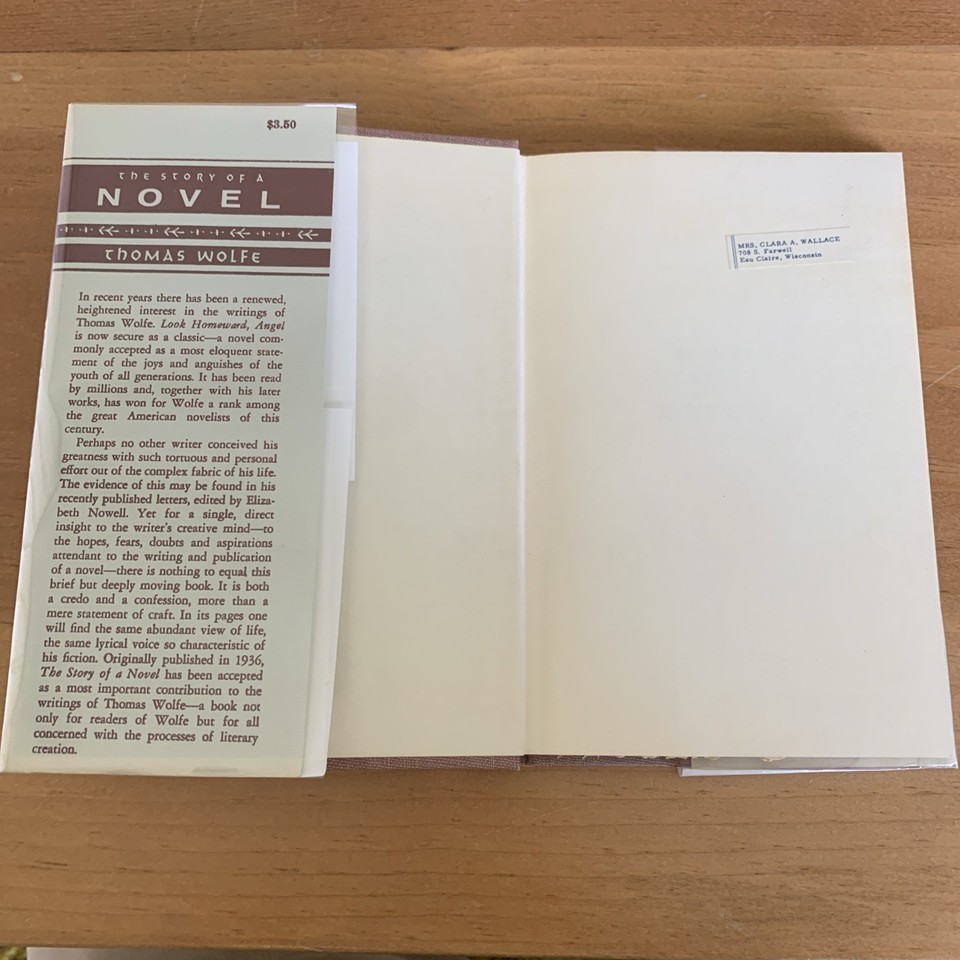 $3.50
THE STORY OF A
NOVEL
THOMAS WOLFE
In recent years there has been a renewed,
heightened interest in the writings of
Thomas Wolfe. Look Homeward, Angel
is now secure as a classic—a novel com-
monly accepted as a most eloquent state-
ment of the joys and anguishes of the
youth of all generations. It has been read
by millions and, together with his later
works, has won for Wolfe a rank among
the great American novelists of this
century.
Perhaps no other writer conceived his
greatness with such tortuous and personal
effort out of the complex fabric of his life.
The evidence of this may be found in his
recently published letters, edited by Eliza-
beth Nowell. Yet for a single, direct
insight to the writer's creative mind—to
the hopes, fears, doubts and aspirations
attendant to the writing and publication
of a novel—there is nothing to equal this
brief but deeply moving book. It is both
a credo and a confession, more than a
mere statement of craft. In its pages one
will find the same abundant view of life,
the same lyrical voice so characteristic of
his fiction. Originally published in 1936,
The Story of a Novel has been accepted
as a most important contribution to the
writings of Thomas Wolfe—a book not
only for readers of Wolfe but for all
concerned with the processes of literary
creation.
MRS. CLARA A. WALLACE
708 S. Farwell
Eau Claire, Wisconsin